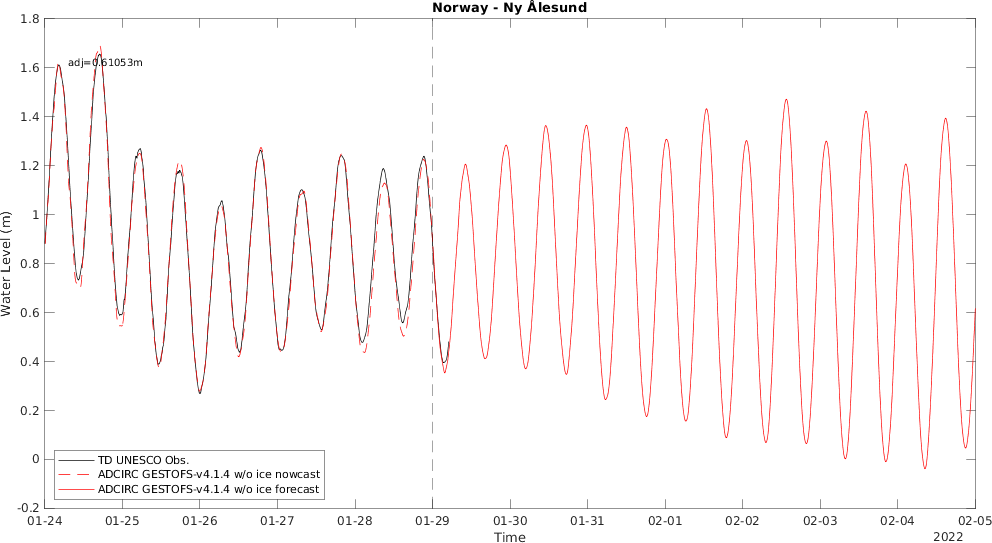 Norway - Ny Ålesund
1.8
1.6
1.4
1.2
1
0.8
0.6
0.4
0.2
0
-0.2
Water Level (m)
adj=0.61053m
TD UNESCO Obs.
ADCIRC GESTOFS-v4.1.4 w/o ice nowcast
ADCIRC GESTOFS-v4.1.4 w/o ice forecast
01-24 01-25 01-26 01-27 01-28 01-29 01-30 01-31 02-01 02-02 02-03 02-04 02-05
Time
2022